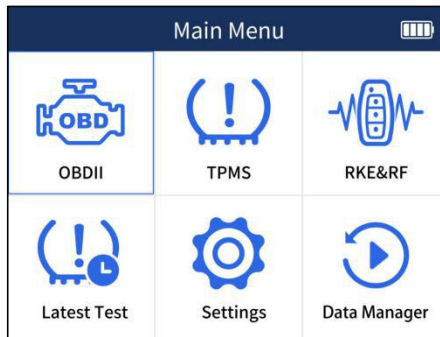 Main Menu
OBD
OBDII
TPMS
RKE&RF
Latest Test
Settings
Data Manager